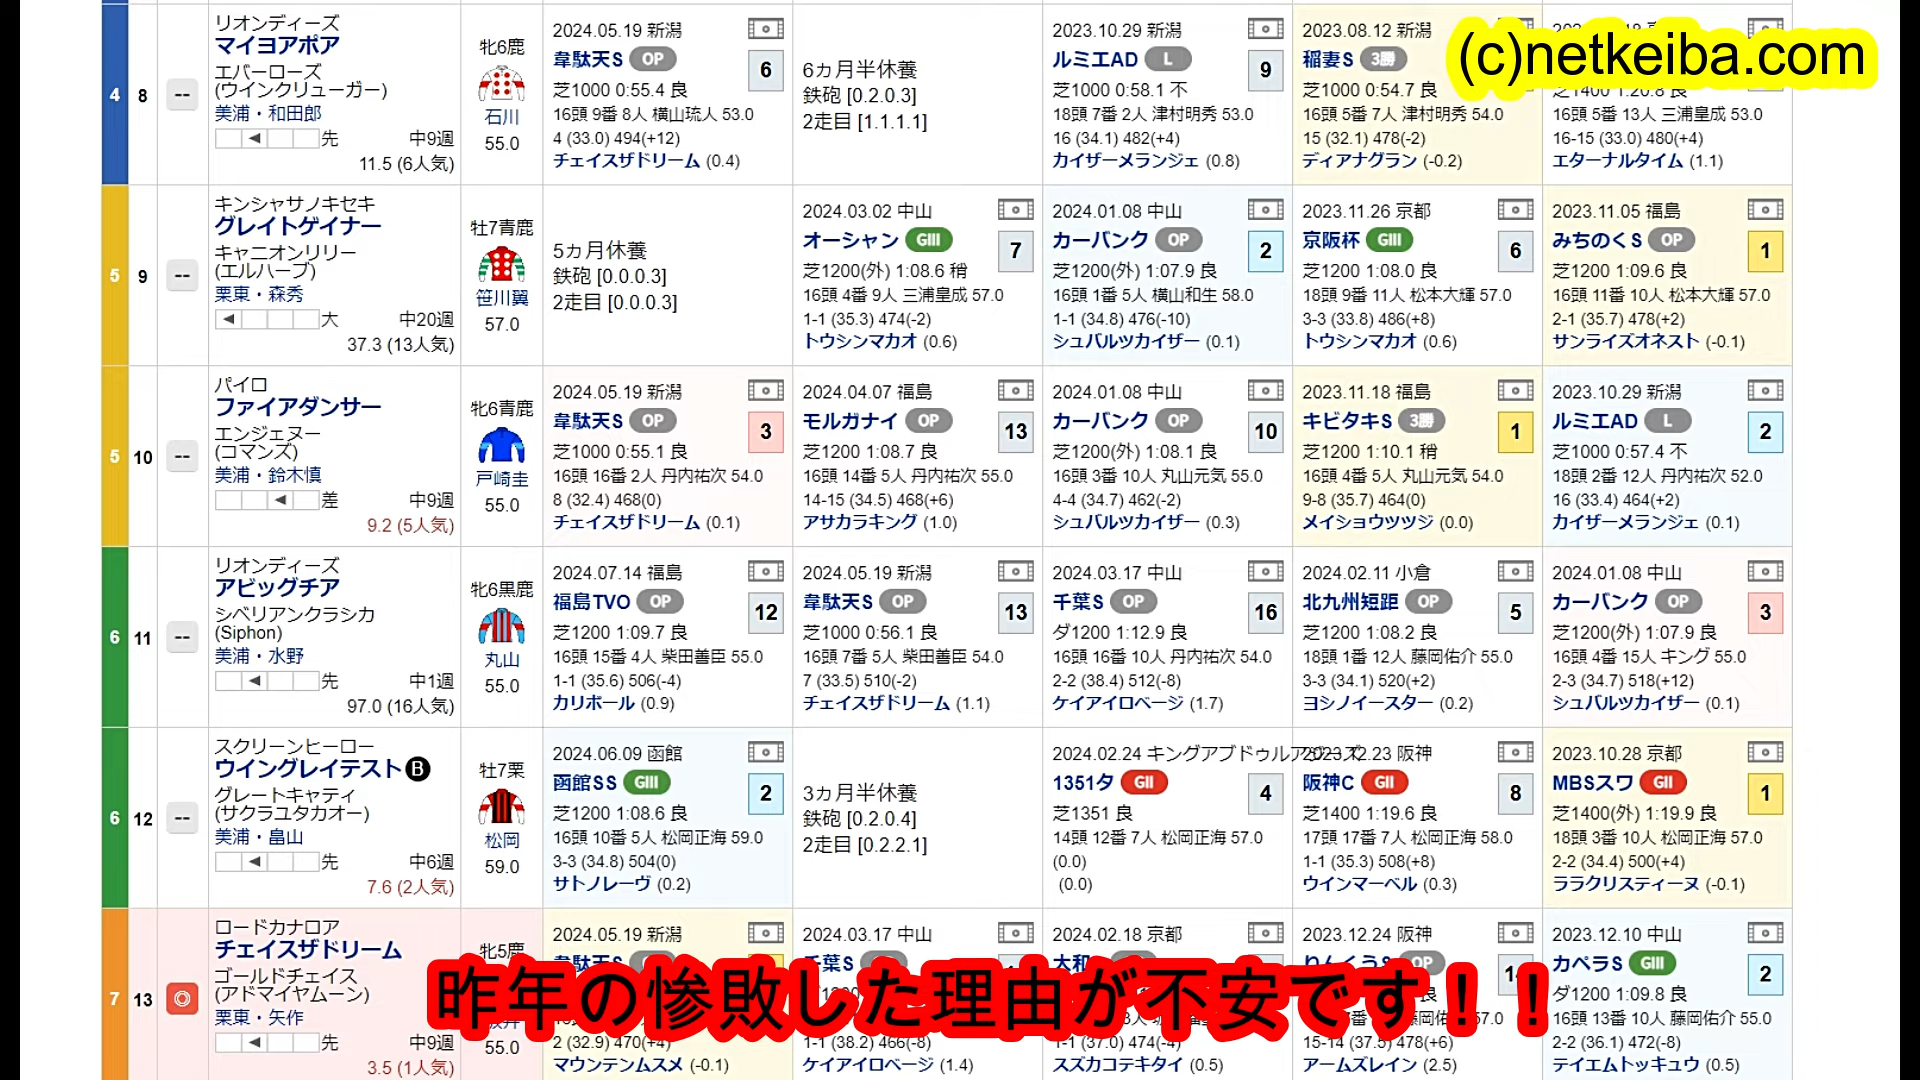 (c)netkeiba.com
4 8 -- リオンディーズ
マイヨアポア
エバーローズ
(ウインクリューガー)
美浦・和田郎
先 中9週
11.5 (6人気)
牝6鹿
石川
55.0
2024.05.19 新潟
韋駄天S OP 6
芝1000 0:55.4 良
16頭 9番 8人 横山琉人 53.0
4 (33.0) 494(+12)
チェイスザドリーム (0.4)
6ヵ月半休養
鉄砲 [0.2.0.3]
2走目 [1.1.1.1]
2023.10.29 新潟
ルミエAD L 9
芝1000 0:58.1 不
18頭 7番 2人 津村明秀 53.0
16 (34.1) 482(+4)
カイザーメランジェ (0.8)
2023.08.12 新潟
稲妻S 3勝
芝1000 0:54.7 良
16頭 5番 7人 津村明秀 54.0
15 (32.1) 478(-2)
ディアナグラン (-0.2)
芝1400 1:20.8 良
16頭 5番 13人 三浦皇成 53.0
16-15 (33.0) 480(+4)
エターナルタイム (1.1)
5 9 -- キンシャサノキセキ
グレイトゲイナー
キャニオンリリー
(エルハーブ)
栗東・森秀
大 中20週
37.3 (13人気)
牡7青鹿
笹川翼
57.0
5ヵ月休養
鉄砲 [0.0.0.3]
2走目 [0.0.0.3]
2024.03.02 中山
オーシャン GIII 7
芝1200(外) 1:08.6 稍
16頭 4番 9人 三浦皇成 57.0
1-1 (35.3) 474(-2)
トウシンマカオ (0.6)
2024.01.08 中山
カーバンク OP 2
芝1200(外) 1:07.9 良
16頭 1番 5人 横山和生 58.0
1-1 (34.8) 476(-10)
シュバルツカイザー (0.1)
2023.11.26 京都
京阪杯 GIII 6
芝1200 1:08.0 良
18頭 9番 11人 松本大輝 57.0
3-3 (33.8) 486(+8)
トウシンマカオ (0.6)
2023.11.05 福島
みちのくS OP 1
芝1200 1:09.6 良
16頭 11番 10人 松本大輝 57.0
2-1 (35.7) 478(+2)
サンライズオネスト (-0.1)
5 10 -- パイロ
ファイアダンサー
エンジェヌー
(コマンズ)
美浦・鈴木慎
差 中9週
9.2 (5人気)
牝6青鹿
戸崎圭
55.0
2024.05.19 新潟
韋駄天S OP 3
芝1000 0:55.1 良
16頭 16番 2人 丹内祐次 54.0
8 (32.4) 468(0)
チェイスザドリーム (0.1)
2024.04.07 福島
モルガナイ OP 13
芝1200 1:08.7 良
16頭 14番 5人 丹内祐次 55.0
14-15 (34.5) 468(+6)
アサカラキング (1.0)
2024.01.08 中山
カーバンク OP 10
芝1200(外) 1:08.1 良
16頭 3番 10人 丸山元気 55.0
4-4 (34.7) 462(-2)
シュバルツカイザー (0.3)
2023.11.18 福島
キビタキS 3勝 1
芝1200 1:10.1 稍
16頭 4番 5人 丸山元気 54.0
9-8 (35.7) 464(0)
メイショウツツジ (0.0)
2023.10.29 新潟
ルミエAD L 2
芝1000 0:57.4 不
18頭 2番 12人 丹内祐次 52.0
16 (33.4) 464(+2)
カイザーメランジェ (0.1)
6 11 -- リオンディーズ
アビッグチア
シベリアンクラシカ
(Siphon)
美浦・水野
先 中1週
97.0 (16人気)
牝6黒鹿
丸山
55.0
2024.07.14 福島
福島TVO OP 12
芝1200 1:09.7 良
16頭 15番 4人 柴田善臣 55.0
1-1 (35.6) 506(-4)
カリボール (0.9)
2024.05.19 新潟
韋駄天S OP 13
芝1000 0:56.1 良
16頭 7番 5人 柴田善臣 54.0
7 (33.5) 510(-2)
チェイスザドリーム (1.1)
2024.03.17 中山
千葉S OP 16
ダ1200 1:12.9 良
16頭 16番 10人 丹内祐次 54.0
2-2 (38.4) 512(-8)
ケイアイロベージ (1.7)
2024.02.11 小倉
北九州短距 OP 5
芝1200 1:08.2 良
18頭 1番 12人 藤岡佑介 55.0
3-3 (34.1) 520(+2)
ヨシノイースター (0.2)
2024.01.08 中山
カーバンク OP 3
芝1200(外) 1:07.9 良
16頭 4番 15人 キング 55.0
2-3 (34.7) 518(+12)
シュバルツカイザー (0.1)
6 12 -- スクリーンヒーロー
ウイングレイテスト B
グレートキャティ
(サクラユタカオー)
美浦・畠山
先 中6週
7.6 (2人気)
牡7栗
松岡
59.0
2024.06.09 函館
函館SS GIII 2
芝1200 1:08.6 良
16頭 10番 5人 松岡正海 59.0
3-3 (34.8) 504(0)
サトノレーヴ (0.2)
3ヵ月半休養
鉄砲 [0.2.0.4]
2走目 [0.2.2.1]
2024.02.24 キングアブドゥルアジーズ
1351タ GII 4
芝1351 良
14頭 12番 7人 松岡正海 57.0
(0.0)
(0.0)
2023.12.23 阪神
阪神C GII 8
芝1400 1:19.6 良
17頭 17番 7人 松岡正海 58.0
1-1 (35.3) 508(+8)
ウインマーベル (0.3)
2023.10.28 京都
MBSスワ GII 1
芝1400(外) 1:19.9 良
18頭 3番 10人 松岡正海 57.0
2-2 (34.4) 500(+4)
ララクリスティーヌ (-0.1)
7 13 ◎ ロードカナロア
チェイスザドリーム
ゴールドチェイス
(アドマイヤムーン)
栗東・矢作
先 中9週
3.5 (1人気)
牝5鹿
55.0
2024.05.19 新潟
韋駄天S
2 (32.9) 470(+4)
マウンテンムスメ (-0.1)
2024.03.17 中山
千葉S
1-1 (38.2) 466(-8)
ケイアイロベージ (1.4)
2024.02.18 京都
大和
1-1 (37.0) 474(-4)
スズカコテキタイ (0.5)
2023.12.24 阪神
りんくうS OP
15-14 (37.5) 478(+6)
アームズレイン (2.5)
2023.12.10 中山
カペラS GIII 2
ダ1200 1:09.8 良
16頭 13番 10人 藤岡佑介 55.0
2-2 (36.1) 472(-8)
テイエムトッキュウ (0.5)
昨年の惨敗した理由が不安です！！